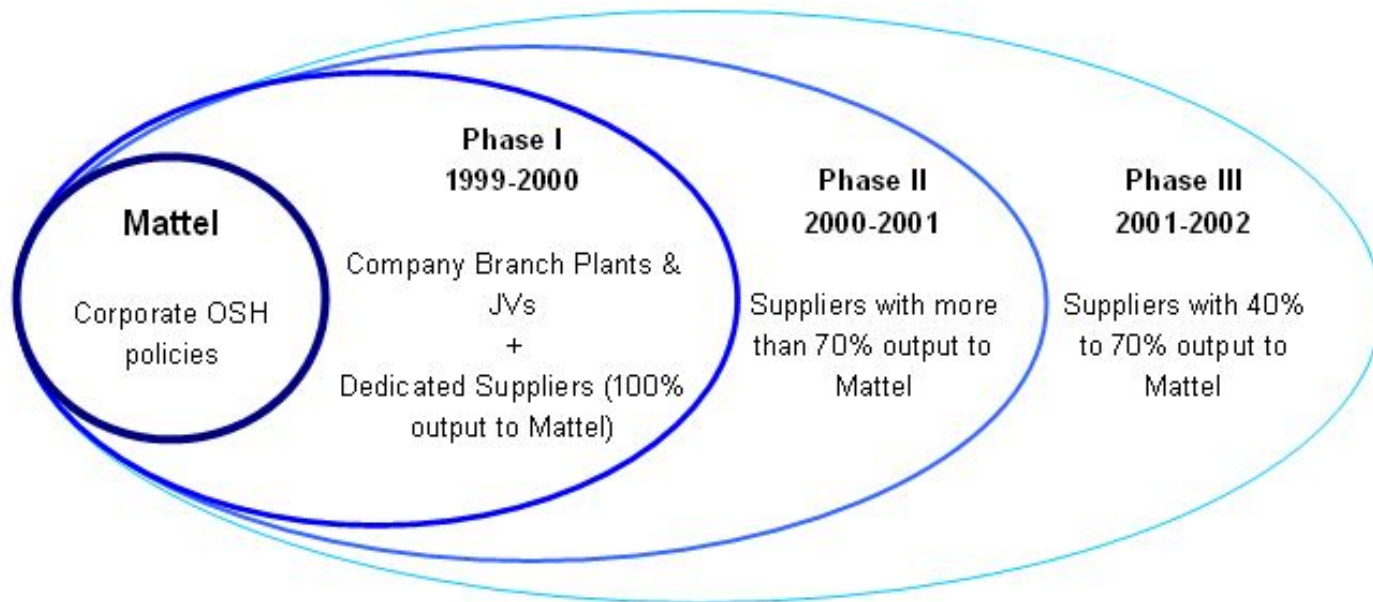 Mattel
Corporate OSH
policies
Phase I
1999-2000
Company Branch Plants &
JVs
+
Dedicated Suppliers (100%
output to Mattel)
Phase II
2000-2001
Suppliers with more
than 70% output to
Mattel
Phase III
2001-2002
Suppliers with 40%
to 70% output to
Mattel